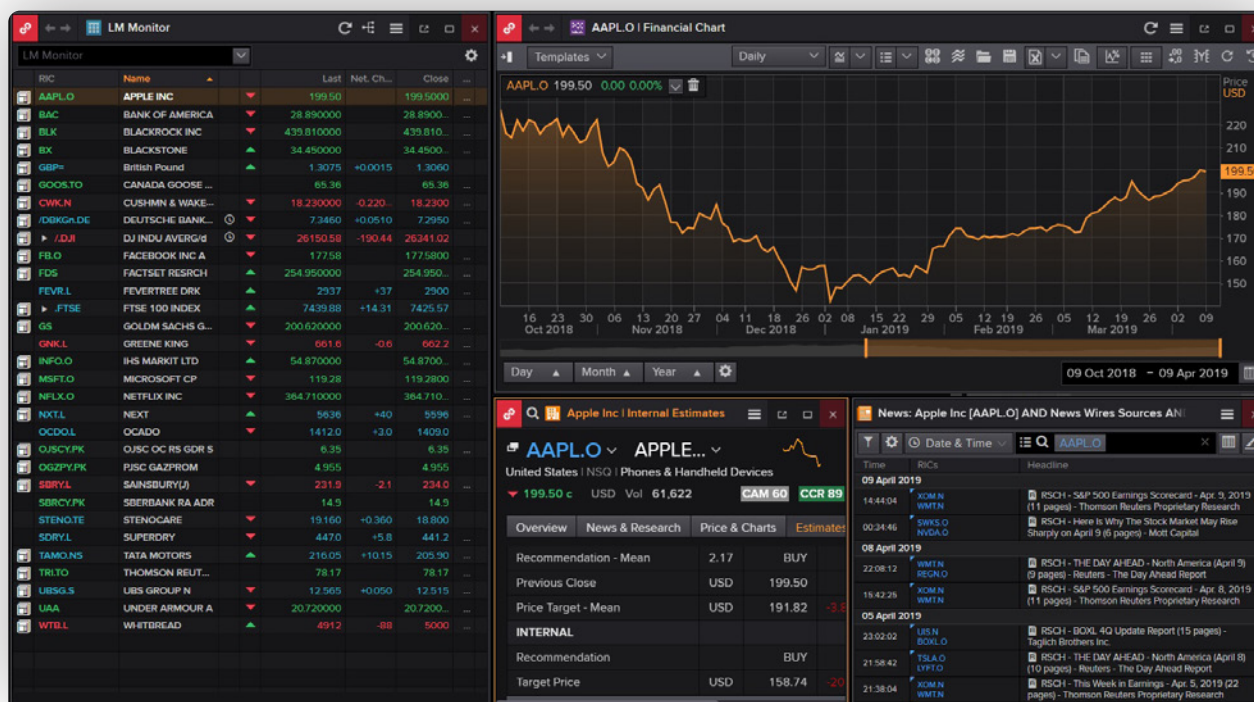 LM Monitor
LM Monitor
RIC Name Last Net. Ch... Close ...
AAPL.O APPLE INC 199.50 199.5000 ...
BAC BANK OF AMERICA 28.890000 28.8900... ...
BLK BLACKROCK INC 439.810000 439.810... ...
BX BLACKSTONE 34.450000 34.4500... ...
GBP= British Pound 1.3075 +0.0015 1.3060
GOOS.TO CANADA GOOSE ... 65.36 65.36 ...
CWK.N CUSHMN & WAKE... 18.230000 -0.220... 18.2300 ...
/DBKGn.DE DEUTSCHE BANK... 7.3460 +0.0510 7.2950 ...
/.DJI DJ INDU AVERG/d 26150.58 -190.44 26341.02
FB.O FACEBOOK INC A 177.58 177.5800 ...
FDS FACTSET RESRCH 254.950000 254.950... ...
FEVR.L FEVERTREE DRK 2937 +37 2900 ...
.FTSE FTSE 100 INDEX 7439.88 +14.31 7425.57
GS GOLDM SACHS G... 200.620000 200.620... ...
GNK.L GREENE KING 661.6 -0.6 662.2 ...
INFO.O IHS MARKIT LTD 54.870000 54.8700... ...
MSFT.O MICROSOFT CP 119.28 119.2800 ...
NFLX.O NETFLIX INC 364.710000 364.710... ...
NXT.L NEXT 5636 +40 5596 ...
OCDO.L OCADO 1412.0 +3.0 1409.0
OJSCY.PK OJSC OC RS GDR S 6.35 6.35 ...
OGZPY.PK PJSC GAZPROM 4.955 4.955 ...
SBRY.L SAINSBURY(J) 231.9 -2.1 234.0 ...
SBRCY.PK SBERBANK RA ADR 14.9 14.9 ...
STENO.TE STENOCARE 19.160 +0.360 18.800 ...
SDRY.L SUPERDRY 447.0 +5.8 441.2 ...
TAMO.NS TATA MOTORS 216.05 +10.15 205.90 ...
TRI.TO THOMSON REUT... 78.17 78.17 ...
UBSG.S UBS GROUP N 12.565 +0.050 12.515 ...
UAA UNDER ARMOUR A 20.720000 20.7200... ...
WTB.L WHITBREAD 4912 -88 5000 ...
AAPL.O | Financial Chart
Templates Daily
AAPL.O 199.50 0.00 0.00%
Price
USD
220
210
199.50
190
180
170
160
150
16 23 30 06 13 20 27 04 11 18 26 02 08 15 22 29 05 12 19 26 05 12 19 26 02 09
Oct 2018 Nov 2018 Dec 2018 Jan 2019 Feb 2019 Mar 2019
Day Month Year 09 Oct 2018 - 09 Apr 2019
Apple Inc | Internal Estimates
AAPL.O APPLE...
United States | NSQ | Phones & Handheld Devices
199.50 c USD Vol 61,622 CAM 60 CCR 89
Overview News & Research Price & Charts Estimates
Recommendation - Mean 2.17 BUY
Previous Close USD 199.50
Price Target - Mean USD 191.82
INTERNAL
Recommendation BUY
Target Price USD 158.74 -20
News: Apple Inc [AAPL.O] AND News Wires Sources
Date & Time AAPL.O
Time RICs Headline
09 April 2019
14:44:04 XOM.N WMT.N RSCH - S&P 500 Earnings Scorecard - Apr. 9, 2019
(11 pages) - Thomson Reuters Proprietary Research
00:34:46 SWKS.O NVDA.O RSCH - Here Is Why The Stock Market May Rise
Sharply on April 9 (6 pages) - Mott Capital
08 April 2019
22:08:12 WMT.N REGN.O RSCH - THE DAY AHEAD - North America (April 9)
(9 pages) - Reuters - The Day Ahead Report
15:42:25 XOM.N WMT.N RSCH - S&P 500 Earnings Scorecard - Apr. 8, 2019
(11 pages) - Thomson Reuters Proprietary Research
05 April 2019
23:02:02 UIS.N BOXL.O RSCH - BOXL 4Q Update Report (15 pages) -
Taglich Brothers Inc.
21:58:42 TSLA.O LYFT.O RSCH - THE DAY AHEAD - North America (April 8)
(10 pages) - Reuters - The Day Ahead Report
21:38:04 XOM.N WMT.N RSCH - This Week in Earnings - Apr. 5, 2019 (22
pages) - Thomson Reuters Proprietary Research